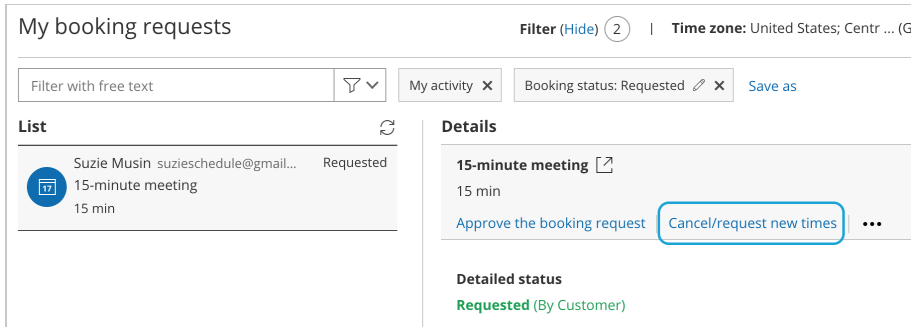 My booking requests
Filter (Hide) 2 | Time zone: United States; Centr ... (G
Filter with free text
My activity
Booking status: Requested
Save as
List
Suzie Musin suzieschedule@gmail... Requested
17
15-minute meeting
15 min
Details
15-minute meeting
15 min
Approve the booking request | Cancel/request new times | •••
Detailed status
Requested (By Customer)